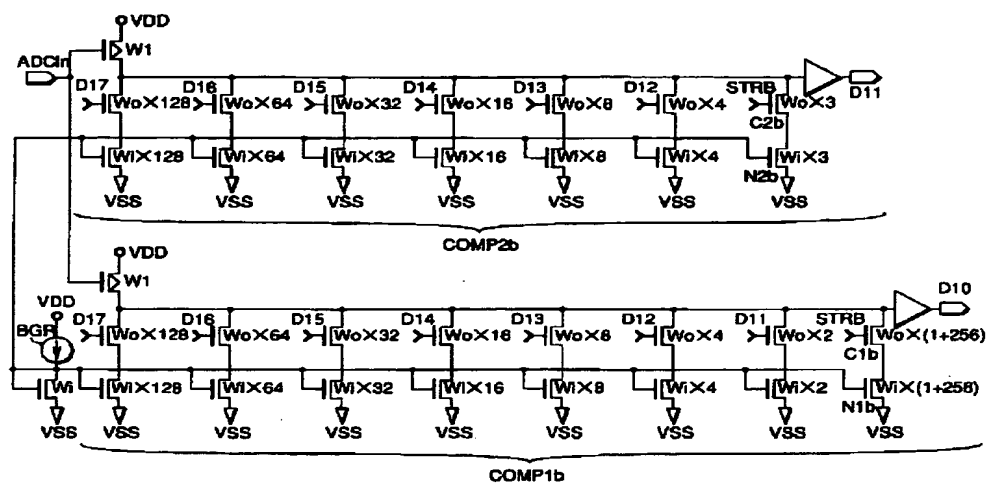 VDD
ADCin
W1
D17 D16 D15 D14 D13 D12 STRB
D11
Wo×128 Wo×64 Wo×32 Wo×16 Wo×8 Wo×4 Wo×3
C2b
Wi×128 Wi×64 Wi×32 Wi×16 Wi×8 Wi×4 Wi×3
N2b
VSS VSS VSS VSS VSS VSS VSS
COMP2b
VDD
W1
D10
VDD
D17 D16 D15 D14 D13 D12 D11 STRB
BGR
Wo×128 Wo×64 Wo×32 Wo×16 Wo×8 Wo×4 Wo×2 Wo×(1+256)
C1b
Wi Wi×128 Wi×64 Wi×32 Wi×16 Wi×8 Wi×4 Wi×2 Wi×(1+256)
N1b
VSS VSS VSS VSS VSS VSS VSS VSS VSS
COMP1b